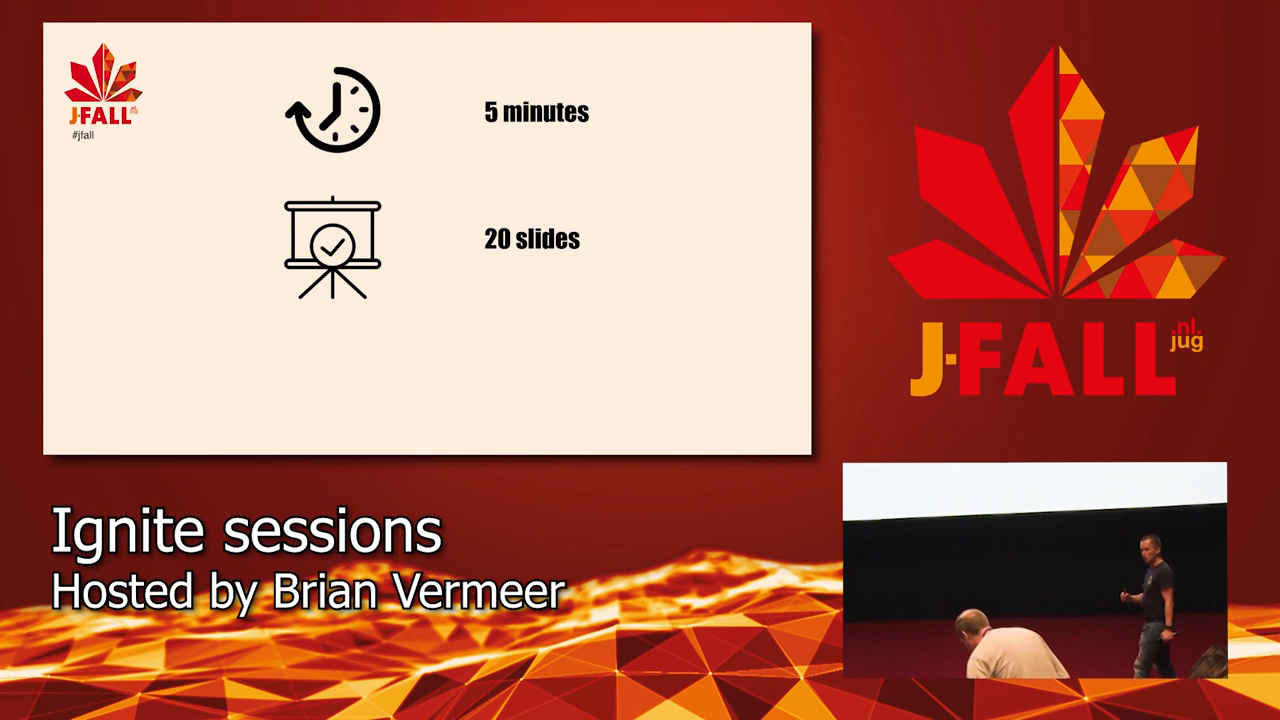 J-FALL
nl
jug
#jfall
5 minutes
20 slides
J-FALL
.nl.
jug
Ignite sessions
Hosted by Brian Vermeer